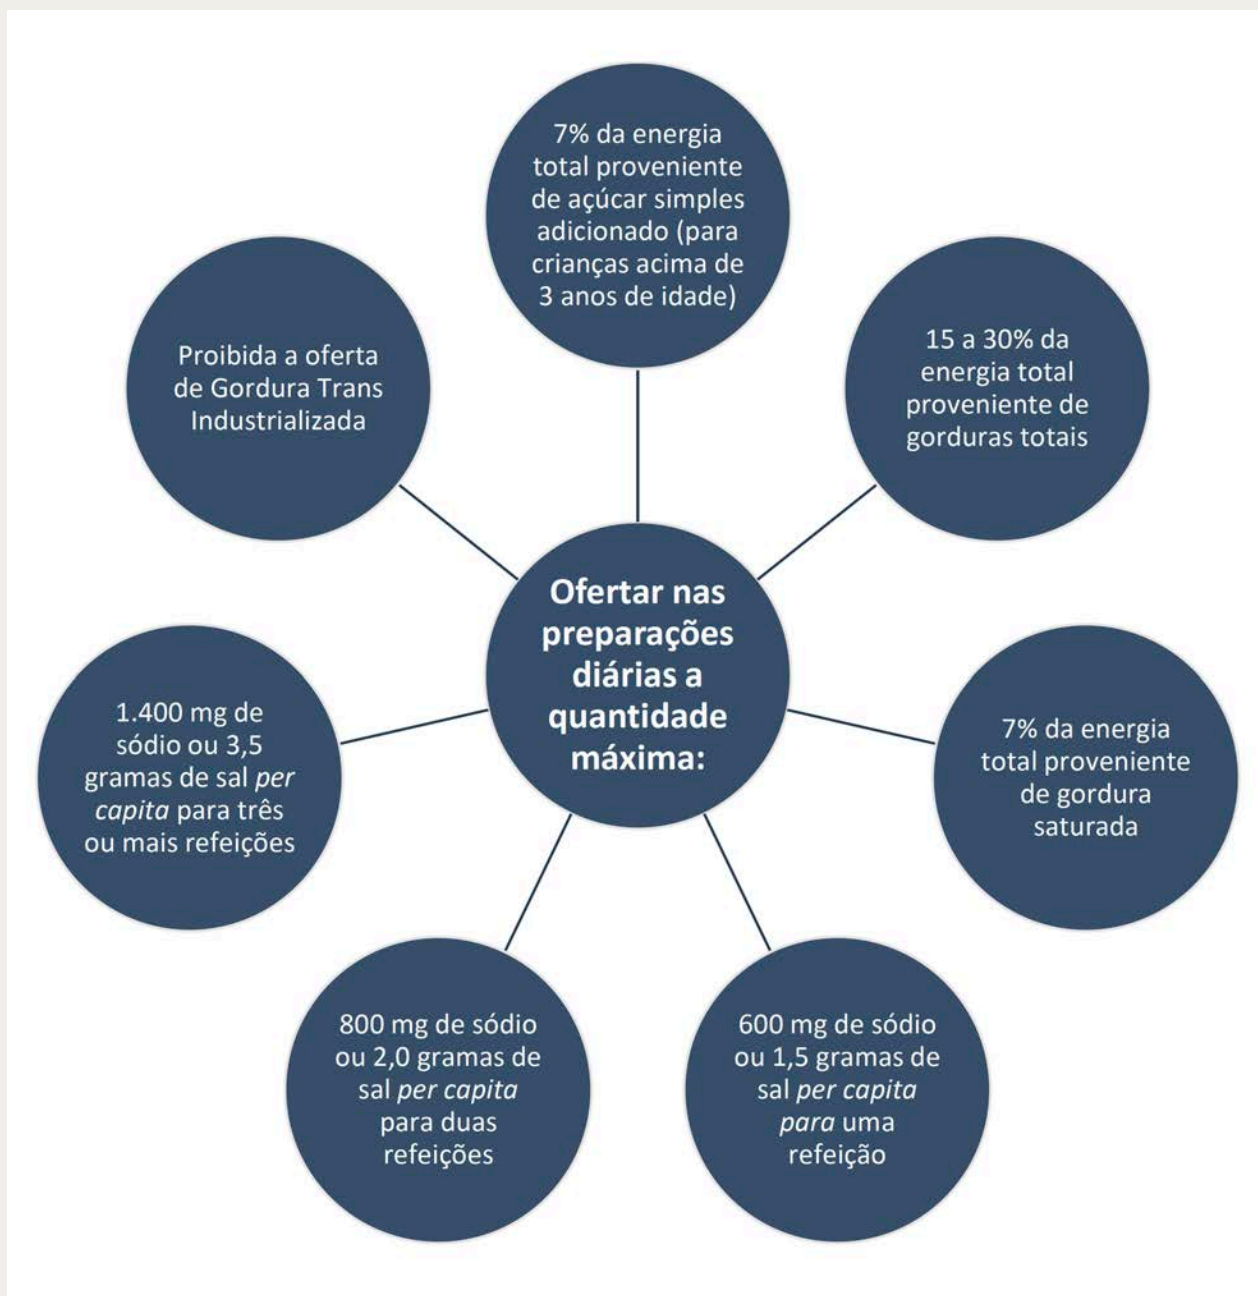 Ofertar nas
preparações
diárias a
quantidade
máxima:
7% da energia
total proveniente
de açúcar simples
adicionado (para
crianças acima de
3 anos de idade)
15 a 30% da
energia total
proveniente de
gorduras totais
7% da energia
total proveniente
de gordura
saturada
600 mg de sódio
ou 1,5 gramas de
sal per capita
para uma
refeição
800 mg de sódio
ou 2,0 gramas de
sal per capita
para duas
refeições
1.400 mg de
sódio ou 3,5
gramas de sal per
capita para três
ou mais refeições
Proibida a oferta
de Gordura Trans
Industrializada